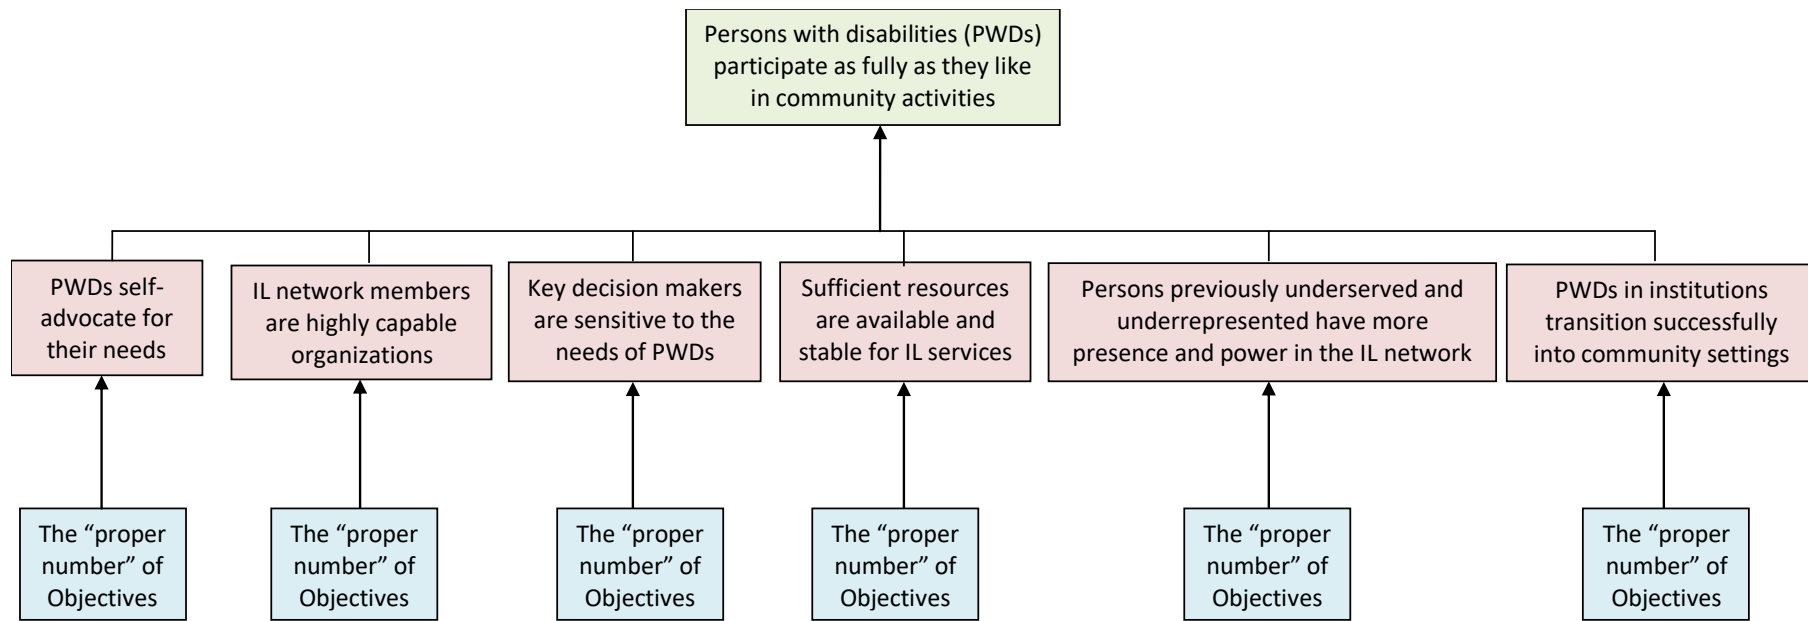 Persons with disabilities (PWDs)
participate as fully as they like
in community activities
PWDs self-
advocate for
their needs
IL network members
are highly capable
organizations
Key decision makers
are sensitive to the
needs of PWDs
Sufficient resources
are available and
stable for IL services
Persons previously underserved and
underrepresented have more
presence and power in the IL network
PWDs in institutions
transition successfully
into community settings
The “proper
number” of
Objectives
The “proper
number” of
Objectives
The “proper
number” of
Objectives
The “proper
number” of
Objectives
The “proper
number” of
Objectives
The “proper
number” of
Objectives